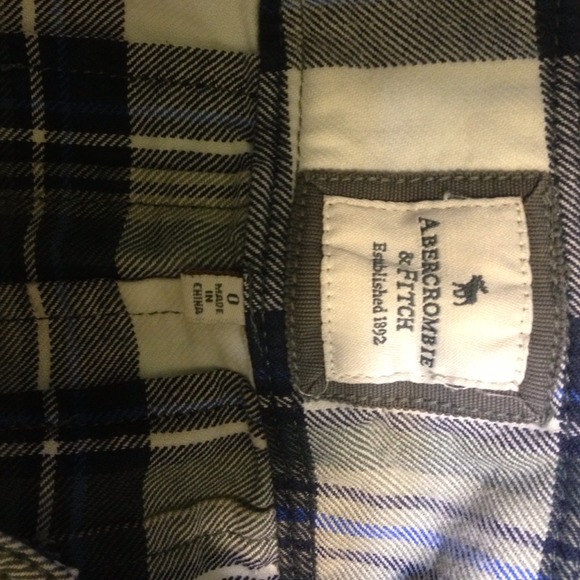 ABERCROMBIE
& FITCH
Established 1892
0
MADE
IN
CHINA